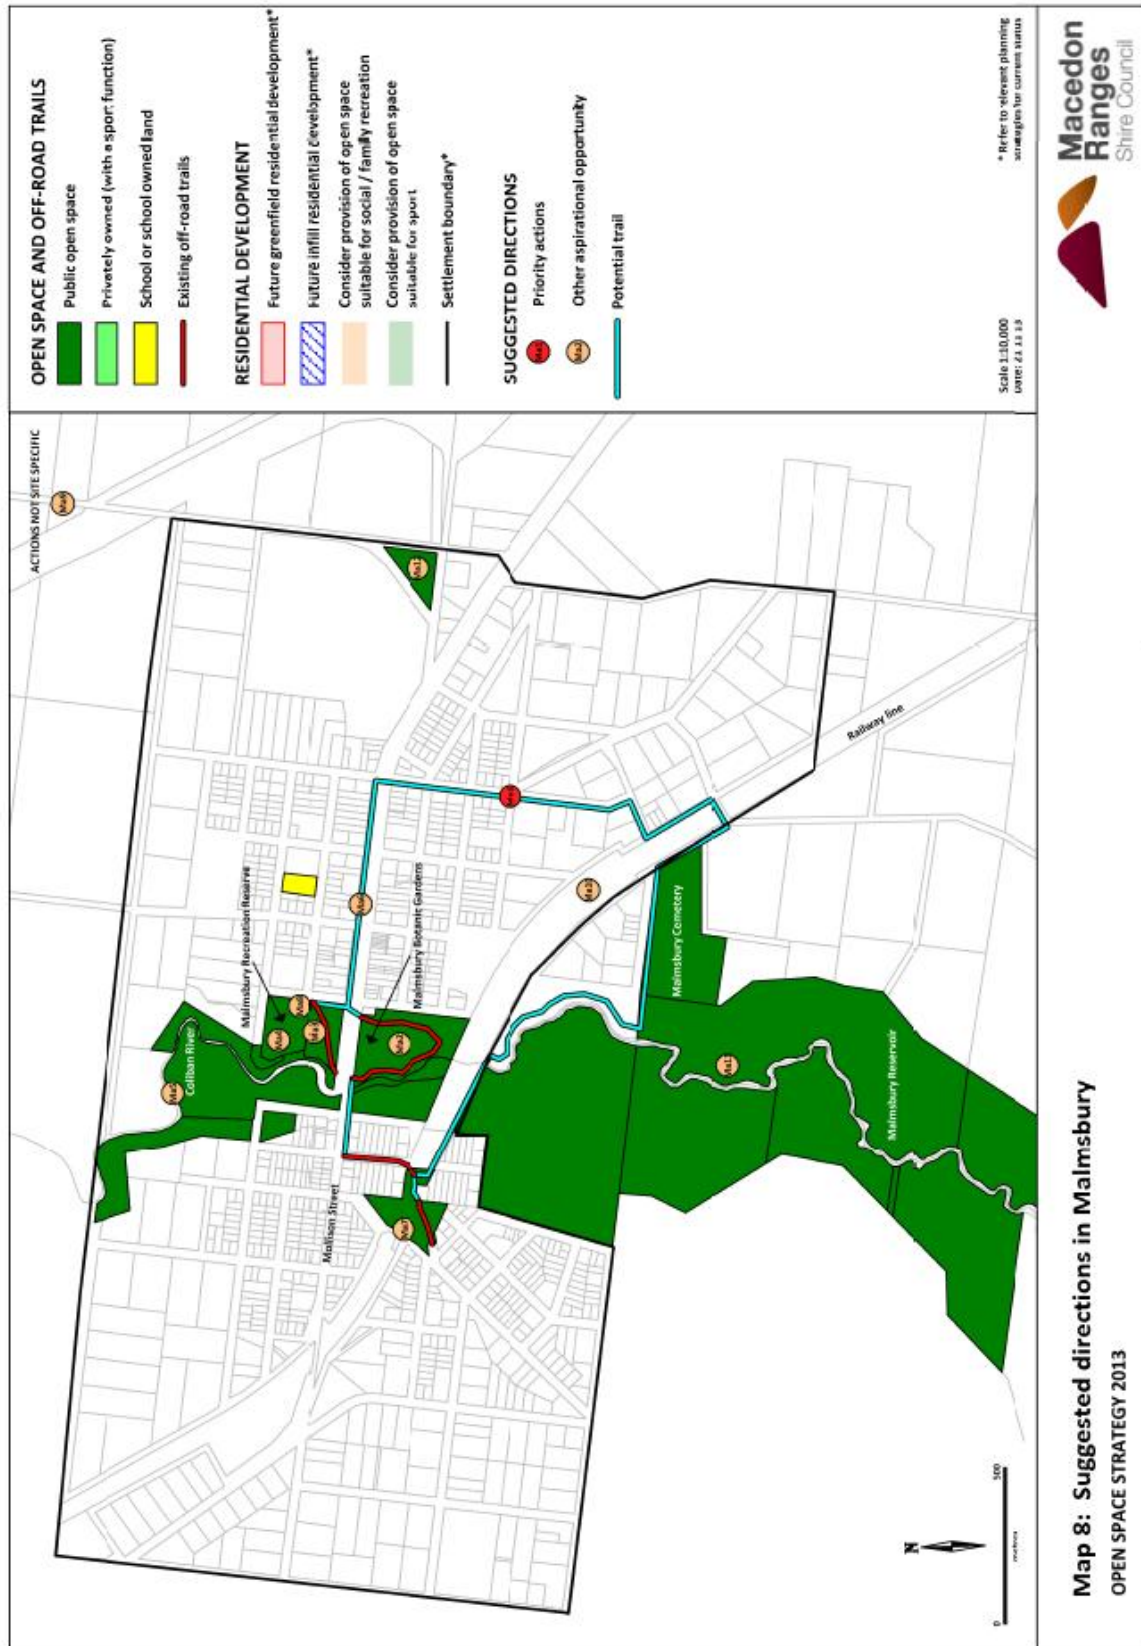 ACTIONS NOT SITE SPECIFIC
Malmsbury Recreation Reserve
Coliban River
Malmsbury Botanic Gardens
Mollison Street
Railway line
Malmsbury Cemetery
Malmsbury Reservoir
N
0
500
OPEN SPACE AND OFF-ROAD TRAILS
Public open space
Privately owned (with a sport function)
School or school owned land
Existing off-road trails
RESIDENTIAL DEVELOPMENT
Future greenfield residential development*
Future infill residential development*
Consider provision of open space
suitable for social / family recreation
Consider provision of open space
suitable for sport
Settlement boundary*
SUGGESTED DIRECTIONS
Priority actions
Other aspirational opportunity
Potential trail
Scale 1:10,000
* Refer to relevant planning
strategies for current status
Map 8: Suggested directions in Malmsbury
OPEN SPACE STRATEGY 2013
Macedon
Ranges
Shire Council